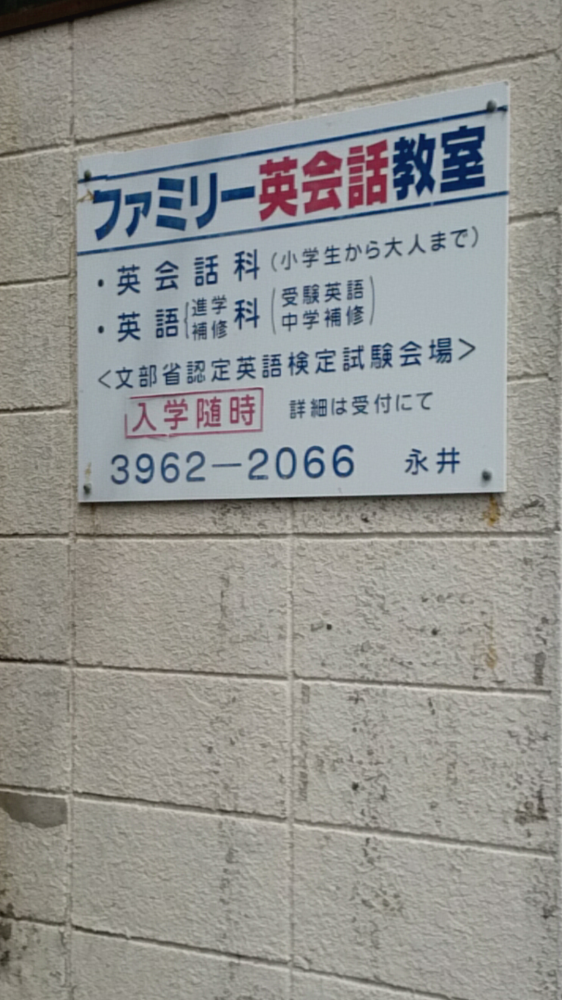 ファミリー英会話教室
・英会話科(小学生から大人まで)
・英語{進学 補修 科(受験英語 中学補修)
<文部省認定英語検定試験会場>
入学随時 詳細は受付にて
3962-2066 永井